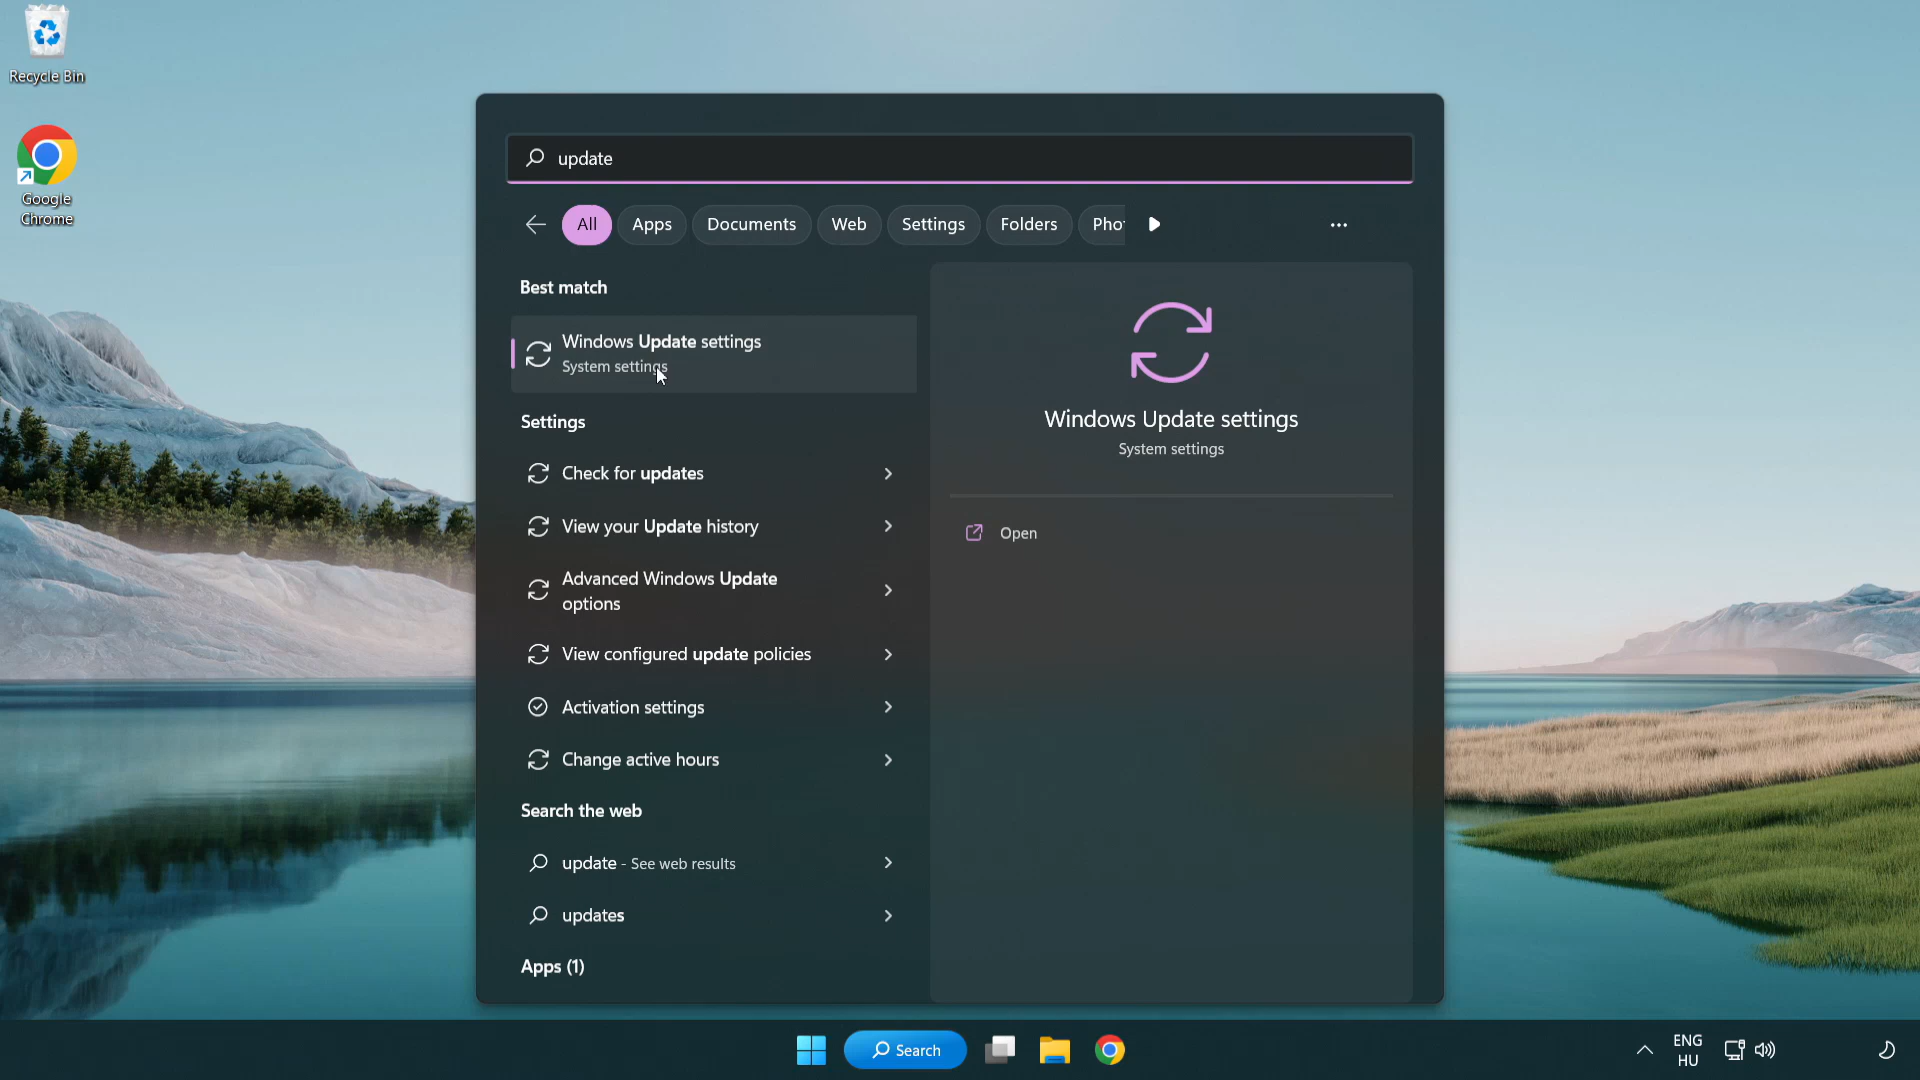 Recycle Bin
Google
Chrome
update
All
Apps
Documents
Web
Settings
Folders
Pho
Best match
Windows Update settings
System settings
Settings
Check for updates
View your Update history
Advanced Windows Update
options
View configured update policies
Activation settings
Change active hours
Search the web
update - See web results
updates
Apps (1)
Windows Update settings
System settings
Open
Search
ENG
HU